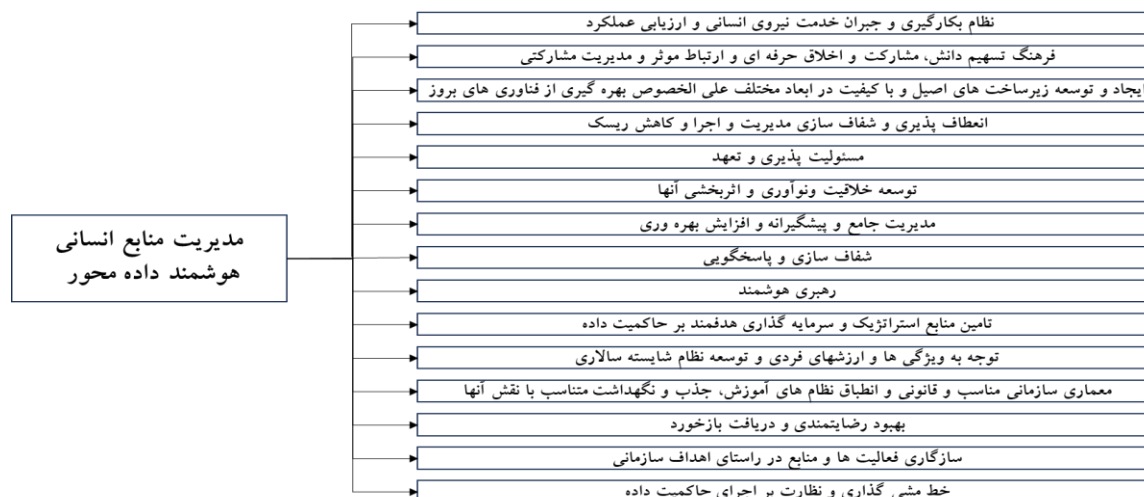 نظام بکارگیری و جبران خدمت نیروی انسانی و ارزیابی عملکرد
فرهنگ تسهیم دانش، مشارکت و اخلاق حرفه ای و ارتباط موثر و مدیریت مشارکتی
ایجاد و توسعه زیرساخت های اصیل و با کیفیت در ابعاد مختلف علی الخصوص بهره گیری از فناوری های بروز
انعطاف پذیری و شفاف سازی مدیریت و اجرا و کاهش ریسک
مسئولیت پذیری و تعهد
توسعه خلاقیت ونوآوری و اثربخشی آنها
مدیریت جامع و پیشگیرانه و افزایش بهره وری
شفاف سازی و پاسخگویی
رهبری هوشمند
تامین منابع استراتژیک و سرمایه گذاری هدفمند بر حاکمیت داده
توجه به ویژگی ها و ارزشهای فردی و توسعه نظام شایسته سالاری
معماری سازمانی مناسب و قانونی و انطباق نظام های آموزش، جذب و نگهداشت متناسب با نقش آنها
بهبود رضایتمندی و دریافت بازخورد
سازگاری فعالیت ها و منابع در راستای اهداف سازمانی
خط مشی گذاری و نظارت بر اجرای حاکمیت داده
مدیریت منابع انسانی
هوشمند داده محور